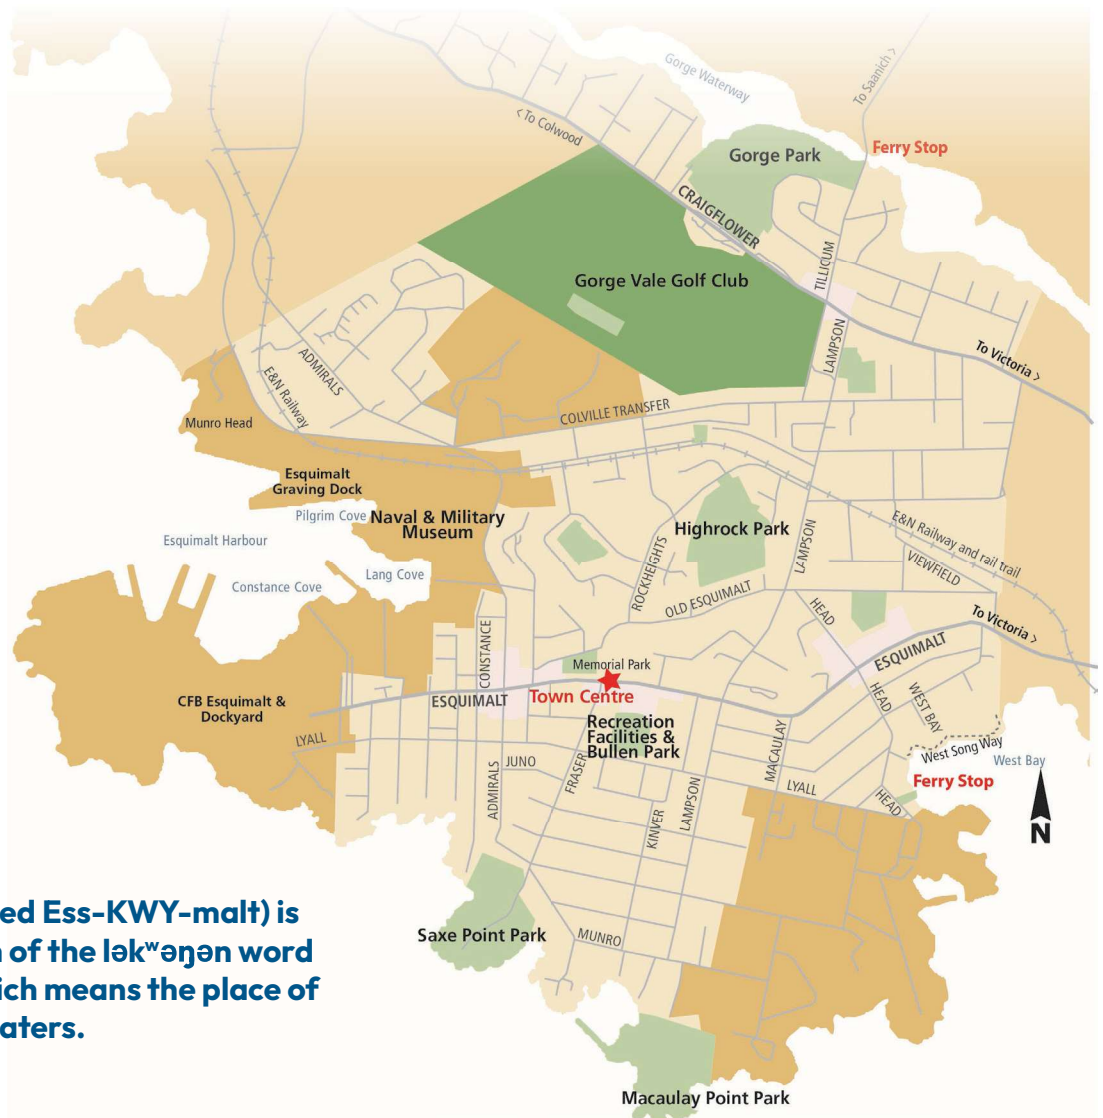 Gorge Waterway
To Saanich >
< To Colwood
Gorge Park
Ferry Stop
CRAIGFLOWER
TILLICUM
Gorge Vale Golf Club
LAMPSON
To Victoria >
ADMIRALS
E&N Railway
COLVILLE TRANSFER
Munro Head
Esquimalt
Graving Dock
Pilgrim Cove
Naval & Military
Museum
Highrock Park
Esquimalt Harbour
LAMPSON
E&N Railway and rail trail
VIEWFIELD
ROCKHEIGHTS
Lang Cove
Constance Cove
OLD ESQUIMALT
HEAD
To Victoria >
CONSTANCE
ESQUIMALT
Memorial Park
CFB Esquimalt &
Dockyard
ESQUIMALT
Town Centre
HEAD
WEST BAY
Recreation
Facilities &
Bullen Park
LYALL
MACAULAY
West Song Way
West Bay
JUNO
FRASER
ADMIRALS
Ferry Stop
LYALL
HEAD
KINVER
LAMPSON
N
ed Ess-KWY-malt) is
of the ləkʷəŋən word
ich means the place of
aters.
Saxe Point Park
MUNRO
Macaulay Point Park